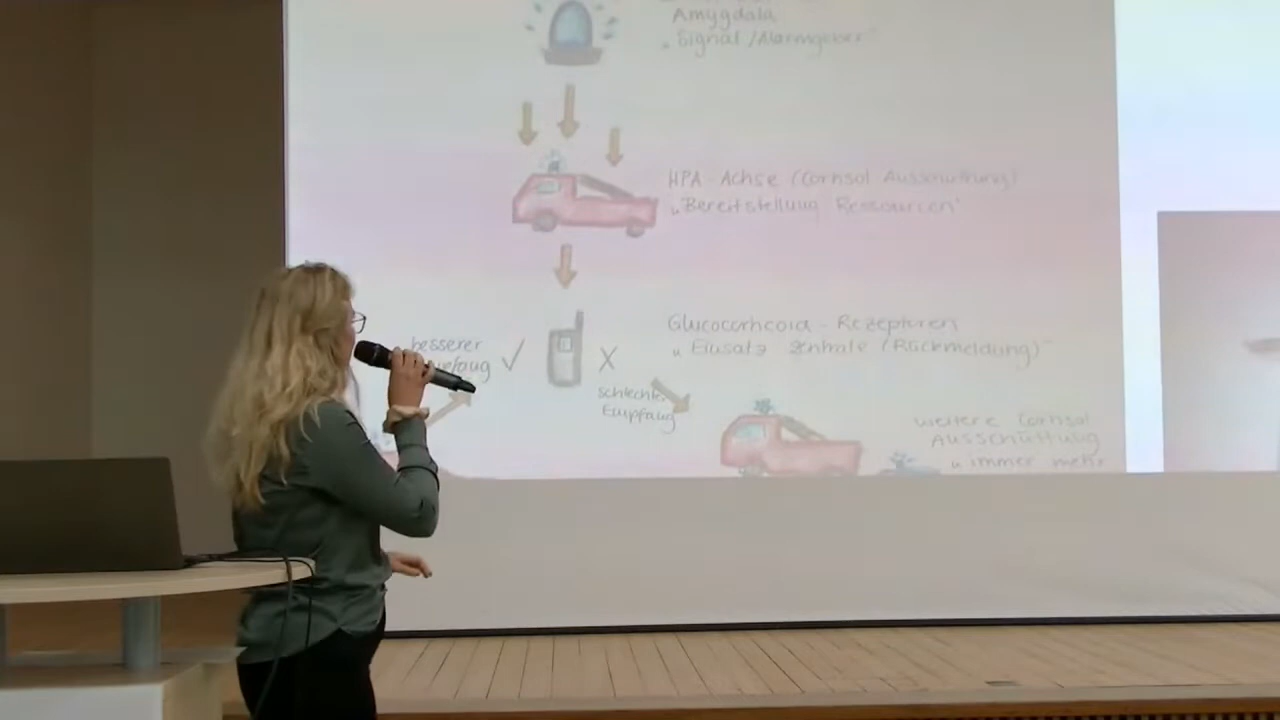 Amygdala
„Signal/Alarmgeber"
HPA-Achse (Cortisol Ausschüttung)
„Bereitstellung Ressourcen"
Glucocorticoid-Rezeptoren
„Einsatz Zentrale (Rückmeldung)"
besserer
schlechter
Empfang
weitere Cortisol
Ausschüttung
„immer mehr